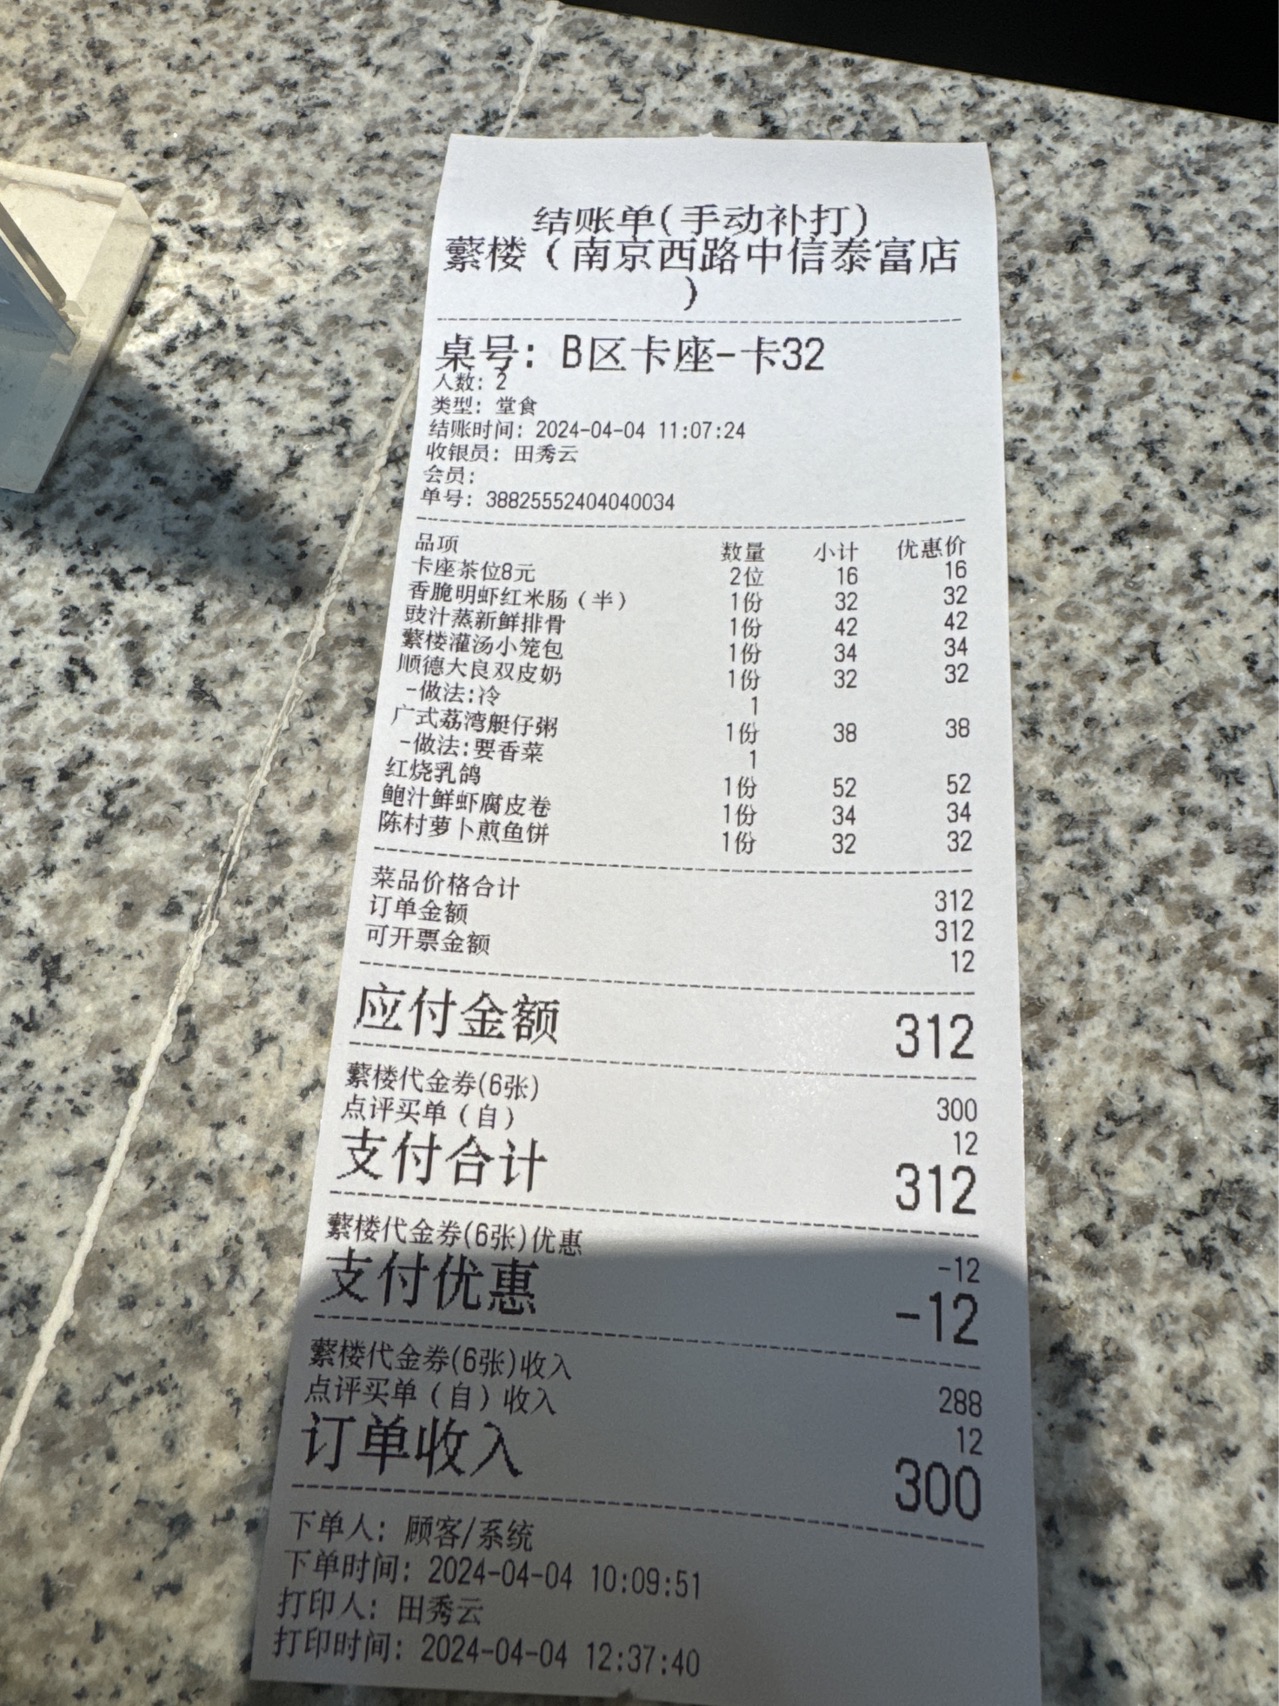 结账单(手动补打)
蘩楼（南京西路中信泰富店
）
桌号: B区卡座-卡32
人数: 2
类型: 堂食
结账时间: 2024-04-04 11:07:24
收银员: 田秀云
会员:
单号: 38825552404040034
品项 数量 小计 优惠价
卡座茶位8元 2位 16 16
香脆明虾红米肠（半） 1份 32 32
豉汁蒸新鲜排骨 1份 42 42
蘩楼灌汤小笼包 1份 34 34
顺德大良双皮奶 1份 32 32
-做法:冷 1
广式荔湾艇仔粥 1份 38 38
-做法:要香菜 1
红烧乳鸽 1份 52 52
鲍汁鲜虾腐皮卷 1份 34 34
陈村萝卜煎鱼饼 1份 32 32
菜品价格合计 312
订单金额 312
可开票金额 12
应付金额 312
蘩楼代金券(6张) 300
点评买单（自） 12
支付合计 312
蘩楼代金券(6张)优惠 -12
支付优惠 -12
蘩楼代金券(6张)收入 288
点评买单（自）收入 12
订单收入 300
下单人: 顾客/系统
下单时间: 2024-04-04 10:09:51
打印人: 田秀云
打印时间: 2024-04-04 12:37:40